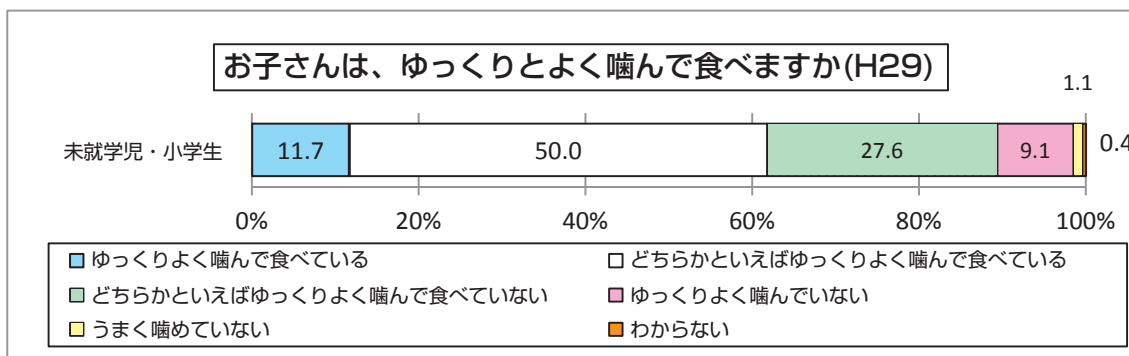 お子さんは、ゆっくりとよく噛んで食べますか(H29)
1.1
未就学児・小学生 11.7 50.0 27.6 9.1 0.4
0% 20% 40% 60% 80% 100%
ゆっくりよく噛んで食べている どちらかといえばゆっくりよく噛んで食べている
どちらかといえばゆっくりよく噛んで食べていない ゆっくりよく噛んでいない
うまく噛めていない わからない